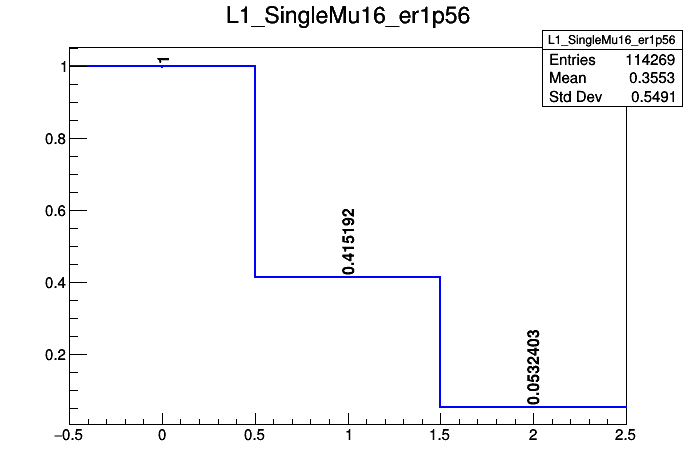 L1_SingleMu16_er1p56
L1_SingleMu16_er1p56
Entries 114269
Mean 0.3553
Std Dev 0.5491
1
0.8
0.6
0.4
0.2
1
0.415192
0.0532403
−0.5 0 0.5 1 1.5 2 2.5